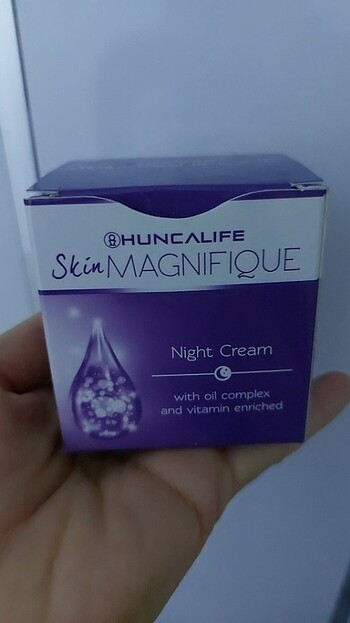 HUNCALIFE
Skin MAGNIFIQUE
Night Cream
with oil complex
and vitamin enriched